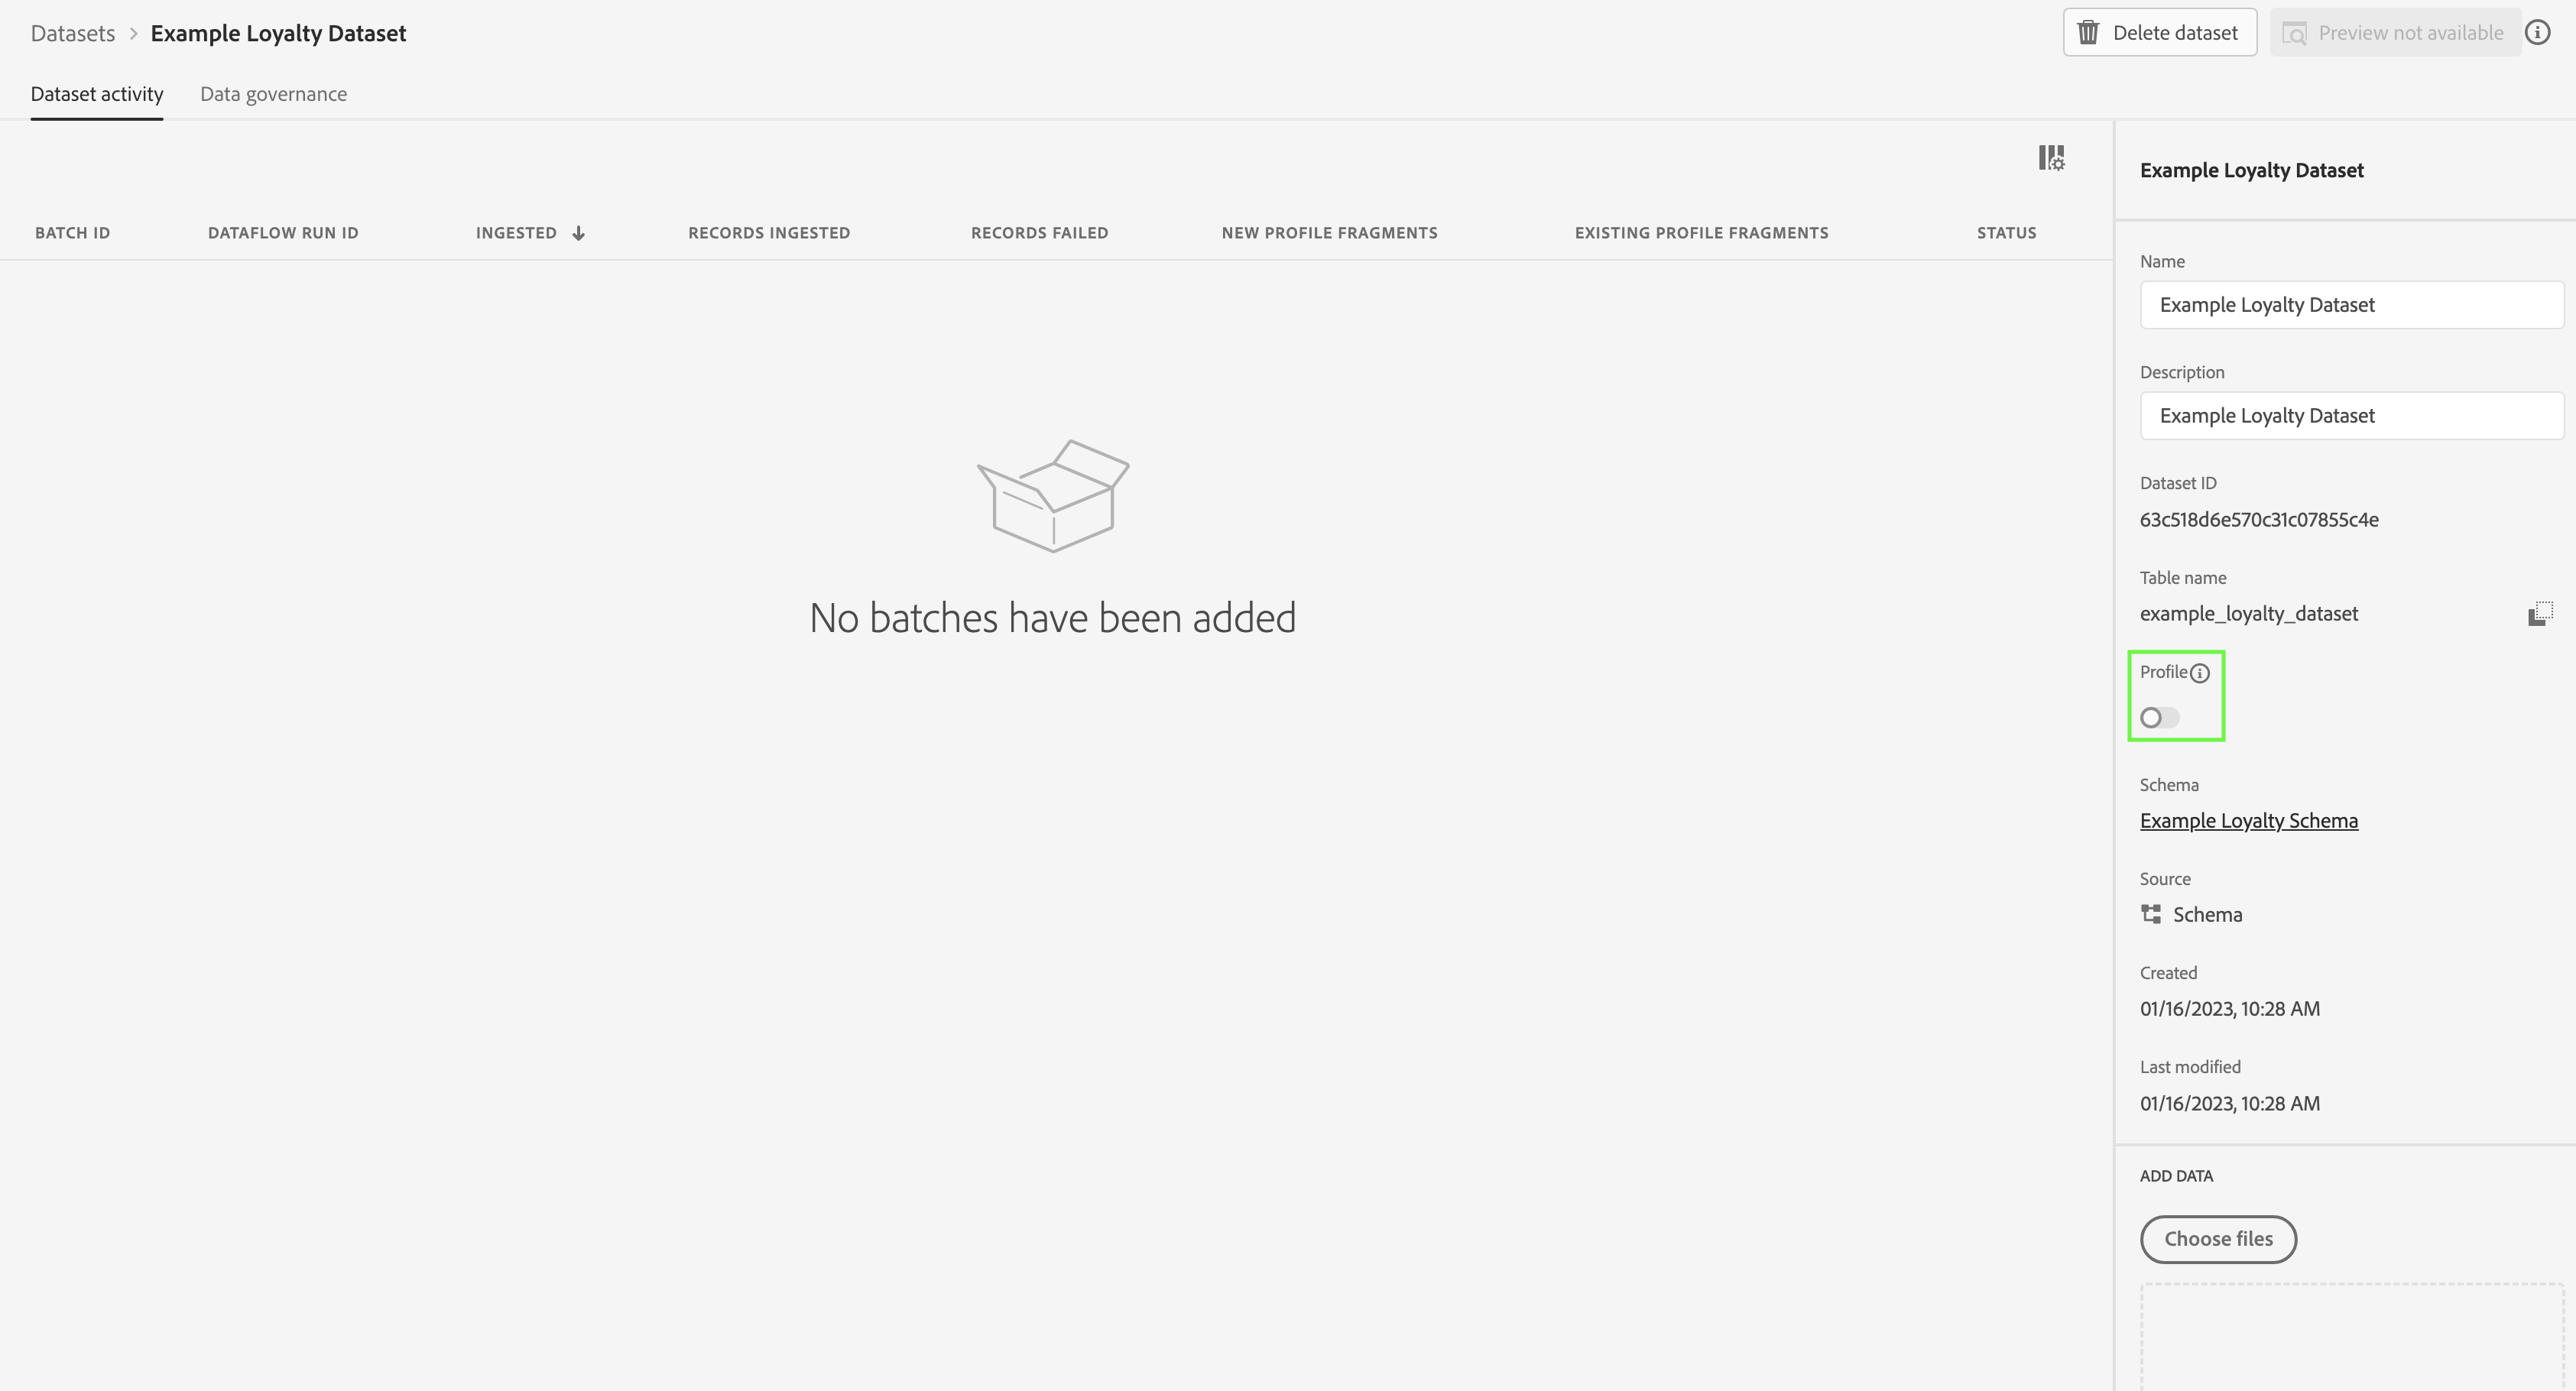 Datasets > Example Loyalty Dataset
Delete dataset
Preview not available
Dataset activity
Data governance
BATCH ID
DATAFLOW RUN ID
INGESTED
RECORDS INGESTED
RECORDS FAILED
NEW PROFILE FRAGMENTS
EXISTING PROFILE FRAGMENTS
STATUS
No batches have been added
Example Loyalty Dataset
Name
Example Loyalty Dataset
Description
Example Loyalty Dataset
Dataset ID
63c518d6e570c31c07855c4e
Table name
example_loyalty_dataset
Profile
Schema
Example Loyalty Schema
Source
Schema
Created
01/16/2023, 10:28 AM
Last modified
01/16/2023, 10:28 AM
ADD DATA
Choose files